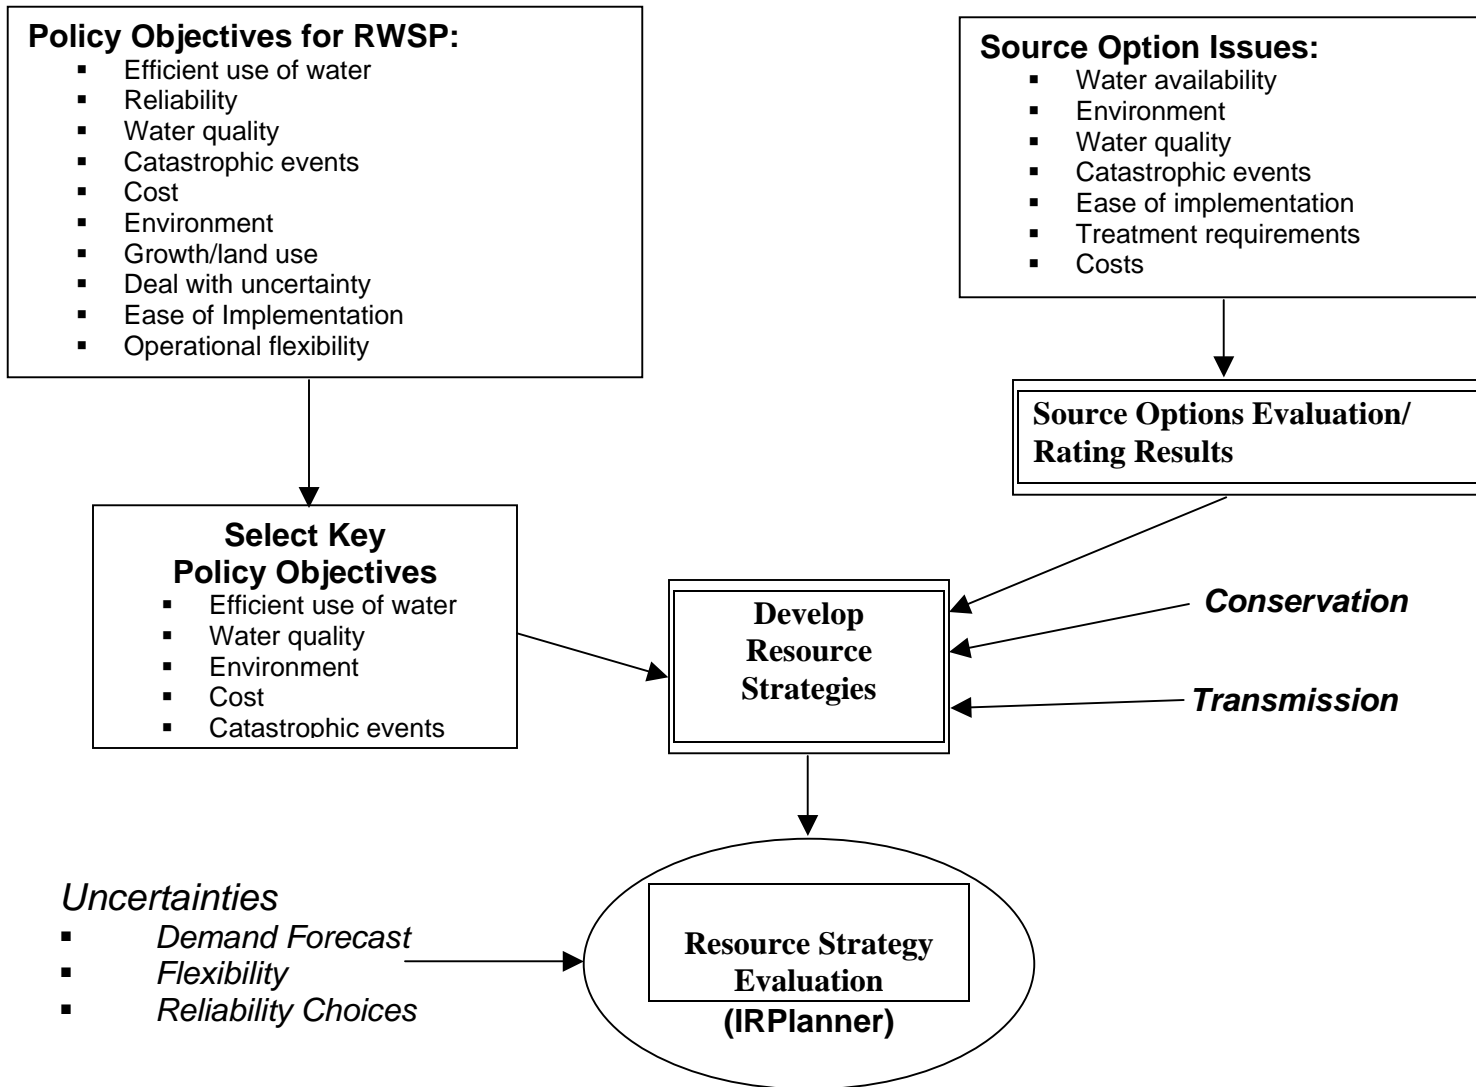 Policy Objectives for RWSP:
▪ Efficient use of water
▪ Reliability
▪ Water quality
▪ Catastrophic events
▪ Cost
▪ Environment
▪ Growth/land use
▪ Deal with uncertainty
▪ Ease of Implementation
▪ Operational flexibility
Source Option Issues:
▪ Water availability
▪ Environment
▪ Water quality
▪ Catastrophic events
▪ Ease of implementation
▪ Treatment requirements
▪ Costs
Source Options Evaluation/
Rating Results
Select Key
Policy Objectives
▪ Efficient use of water
▪ Water quality
▪ Environment
▪ Cost
▪ Catastrophic events
Develop
Resource
Strategies
Conservation
Transmission
Uncertainties
▪ Demand Forecast
▪ Flexibility
▪ Reliability Choices
Resource Strategy
Evaluation
(IRPlanner)